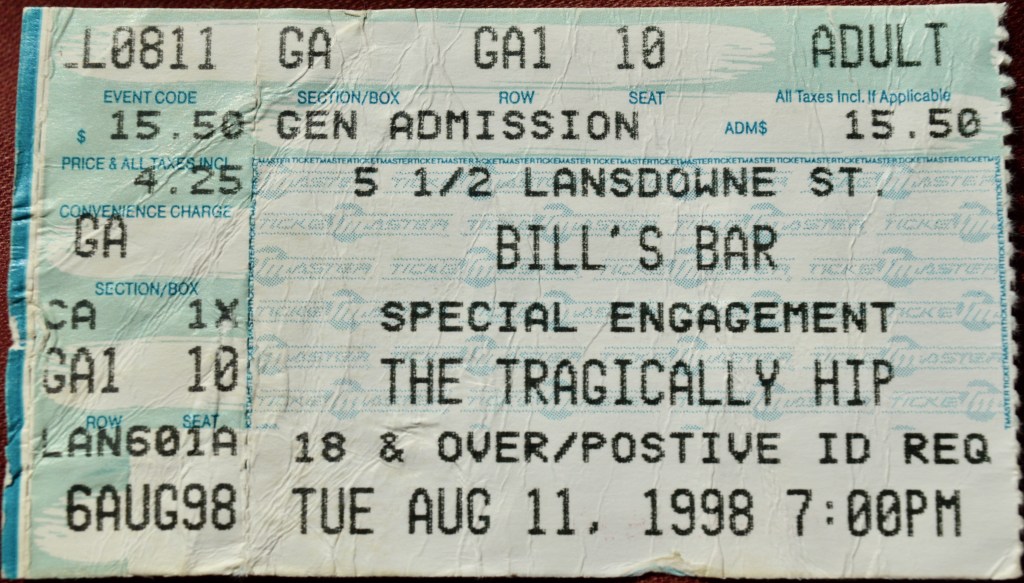 LL0811 GA GA1 10 ADULT
EVENT CODE SECTION/BOX ROW SEAT All Taxes Incl. If Applicable
$ 15.50 GEN ADMISSION ADM$ 15.50
PRICE & ALL TAXES INCL.
4.25 5 1/2 LANSDOWNE ST.
CONVENIENCE CHARGE
GA BILL'S BAR
SECTION/BOX
CA 1X SPECIAL ENGAGEMENT
GA1 10 THE TRAGICALLY HIP
ROW SEAT
LAN601A 18 & OVER/POSTIVE ID REQ
6AUG98 TUE AUG 11, 1998 7:00PM